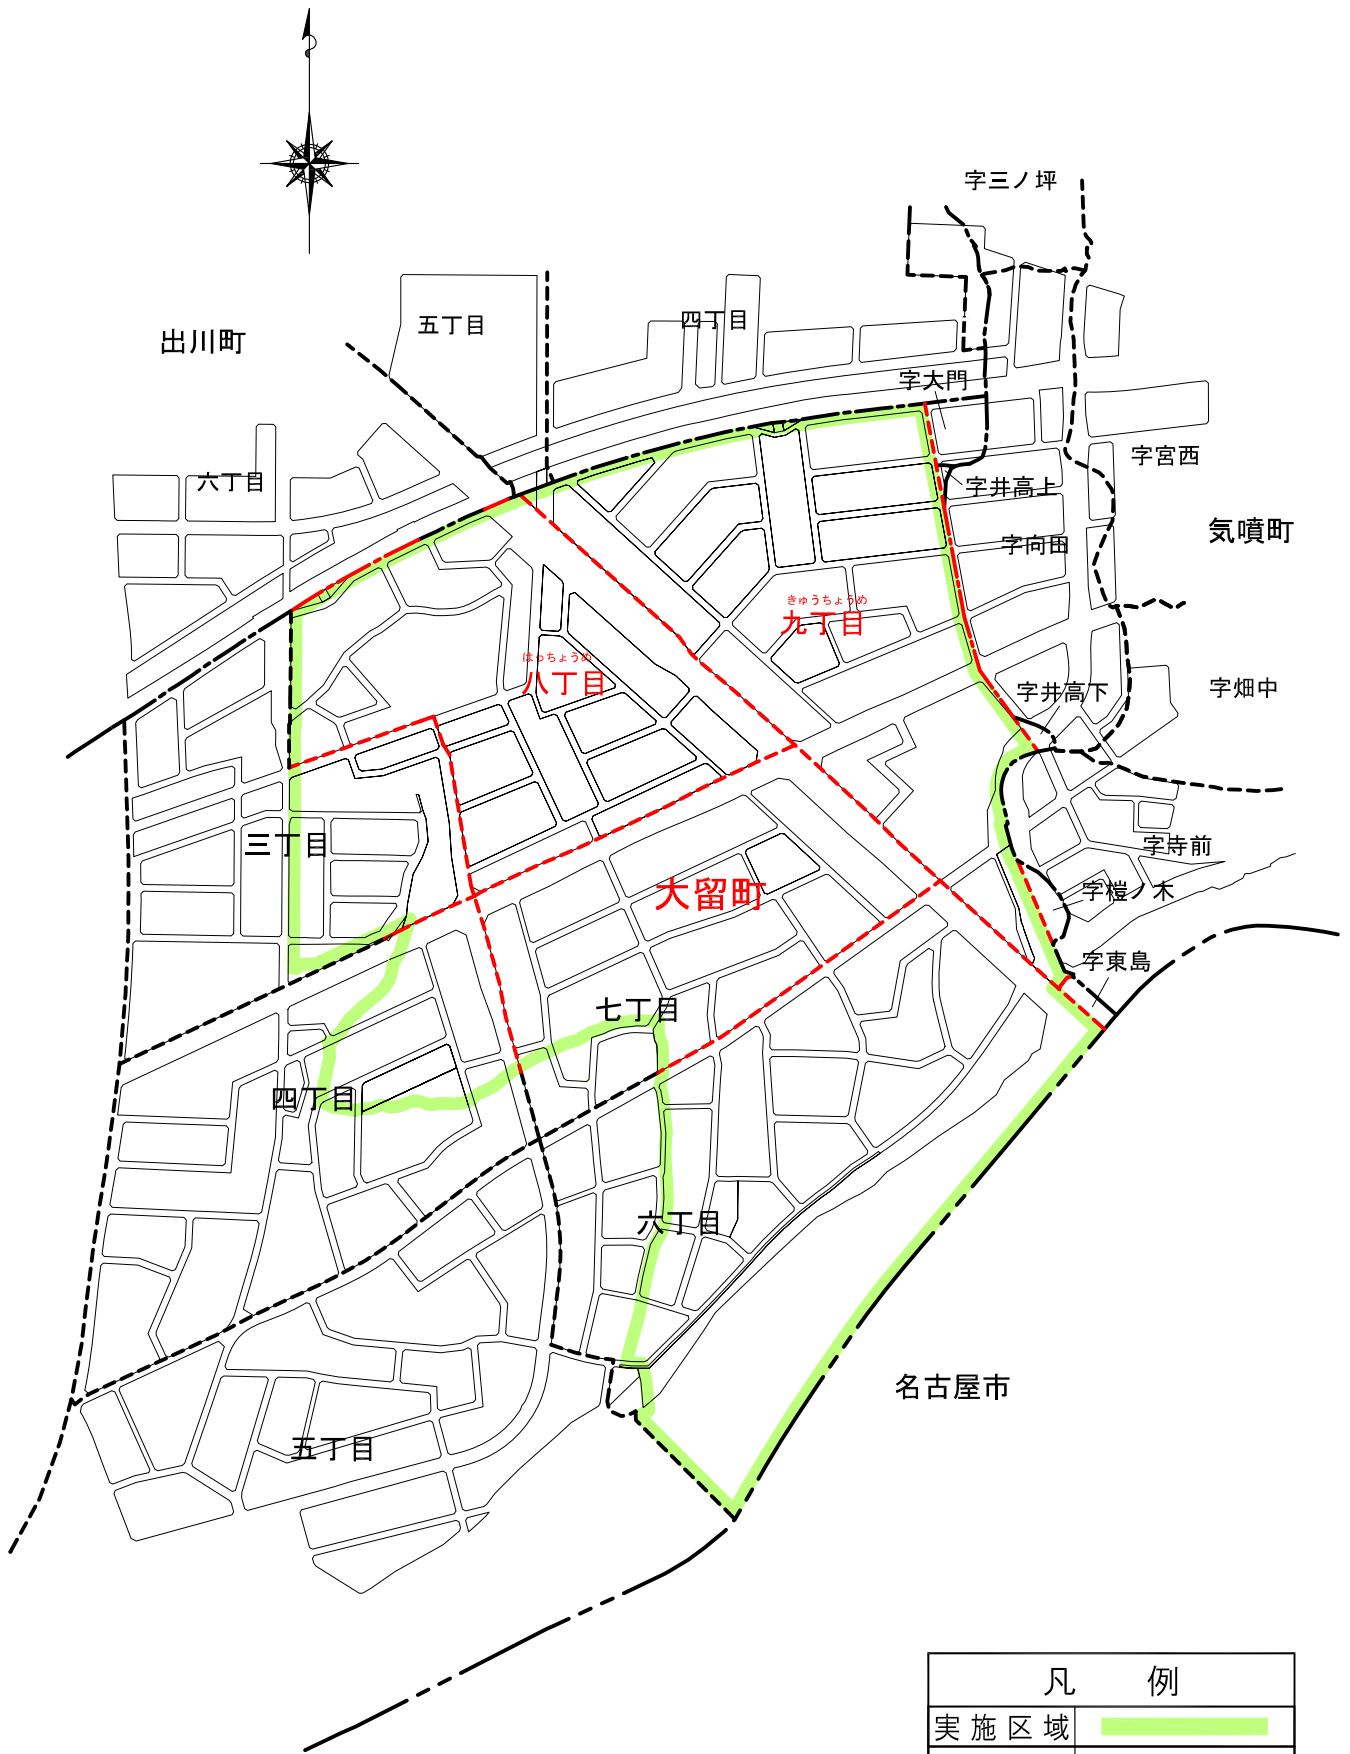 字三ノ坪
五丁目
四丁目
出川町
字大門
六丁目
字宮西
字井高上
気噴町
字向田
きゅうちょうめ
九丁目
はっちょうめ
八丁目
字井高下
字畑中
三丁目
字寺前
大留町
字榿ノ木
字東島
七丁目
四丁目
六丁目
名古屋市
五丁目
凡 例
実施区域